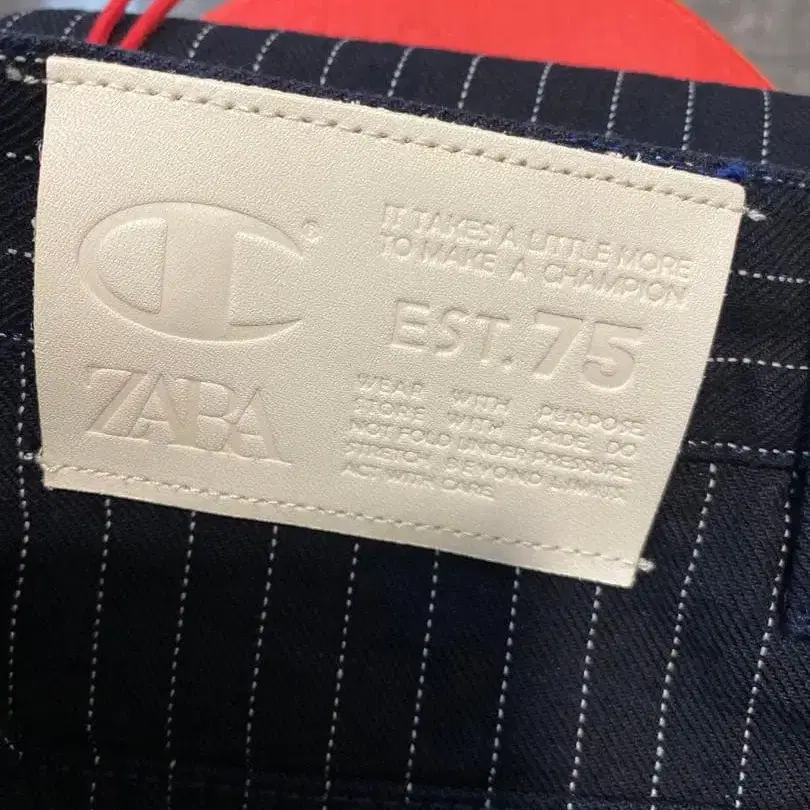 ®
ZARA
IT TAKES A LITTLE MORE
TO MAKE A CHAMPION
EST. 75
WEAR WITH PURPOSE
STORE WITH PRIDE DO
NOT FOLD UNDER PRESSURE
STRETCH BEYOND LIMITS
ACT WITH CARE